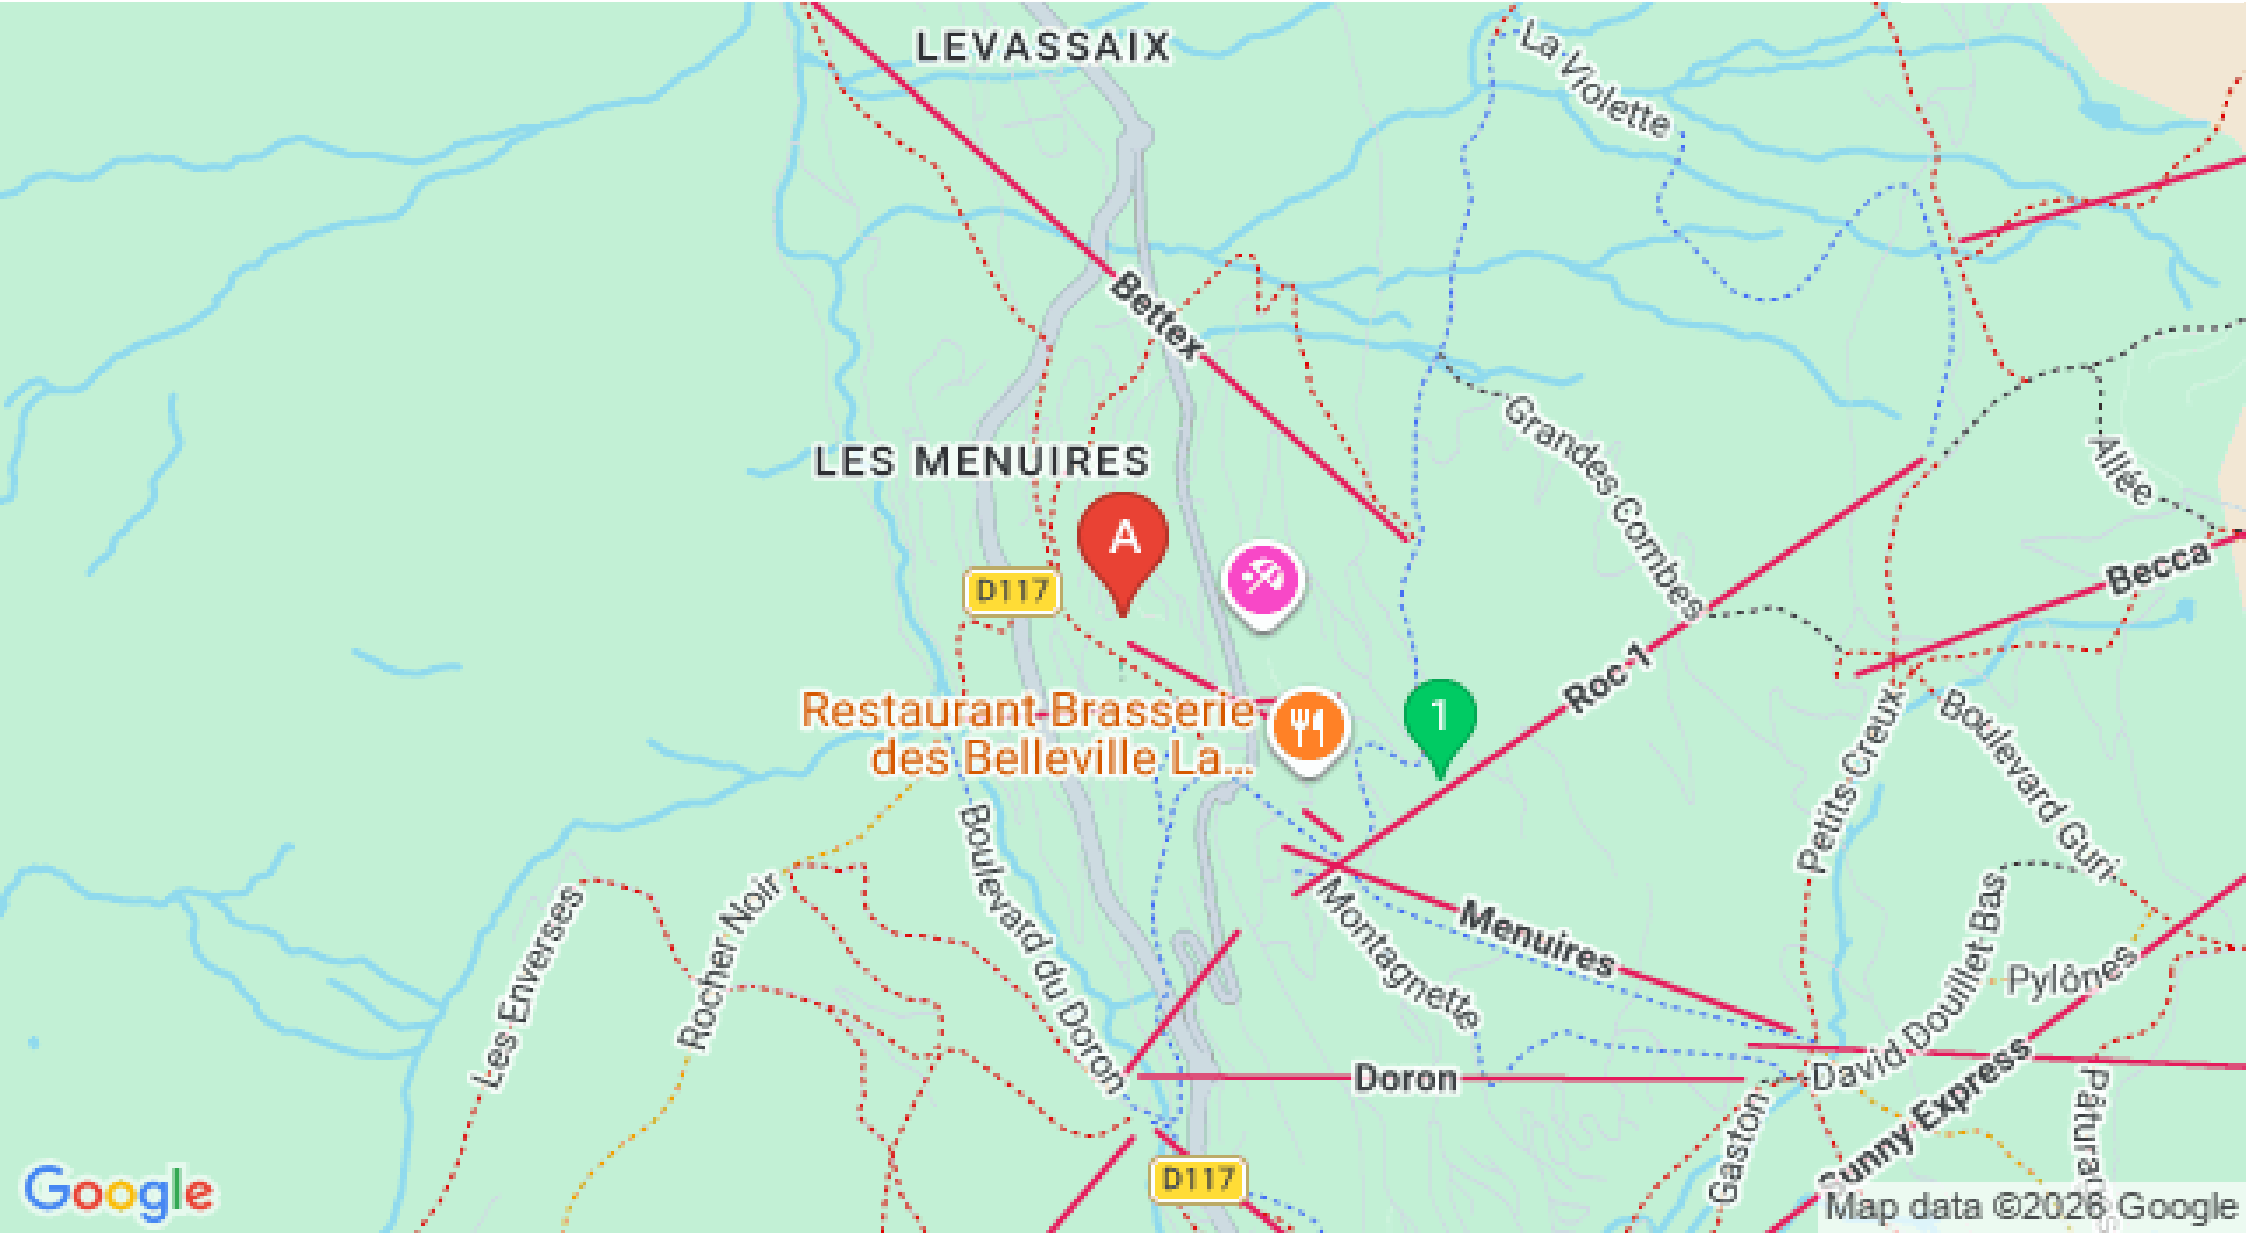 LEVASSAIX
La Violette
Bettex
Grandes Combes
Allée
LES MENUIRES
A
D117
Becca
Roc 1
Restaurant Brasserie
des Belleville La...
1
Petits Creux
Boulevard Guri
Boulevard du Doron
Rocher Noir
Les Enverses
Montagnette
Menuires
David Douillet Bas
Pylônes
Doron
Sunny Express
Gaston
D117
Google
Map data ©2026 Google